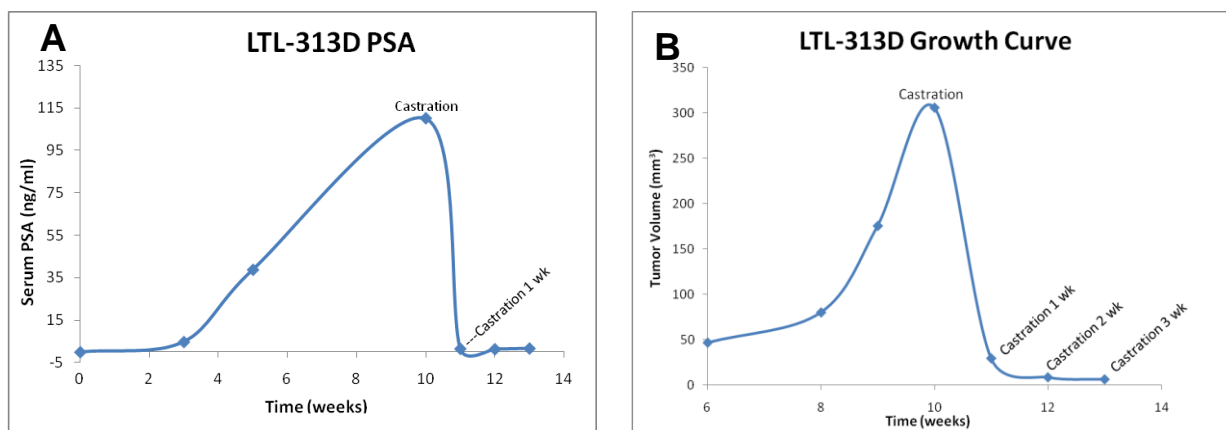 A
LTL-313D PSA
135
115
95
75
55
35
15
-5
Serum PSA (ng/ml)
Castration
---Castration 1 wk
0 2 4 6 8 10 12 14
Time (weeks)
B
LTL-313D Growth Curve
350
300
250
200
150
100
50
0
Tumor Volume (mm³)
Castration
Castration 1 wk
Castration 2 wk
Castration 3 wk
6 8 10 12 14
Time (weeks)